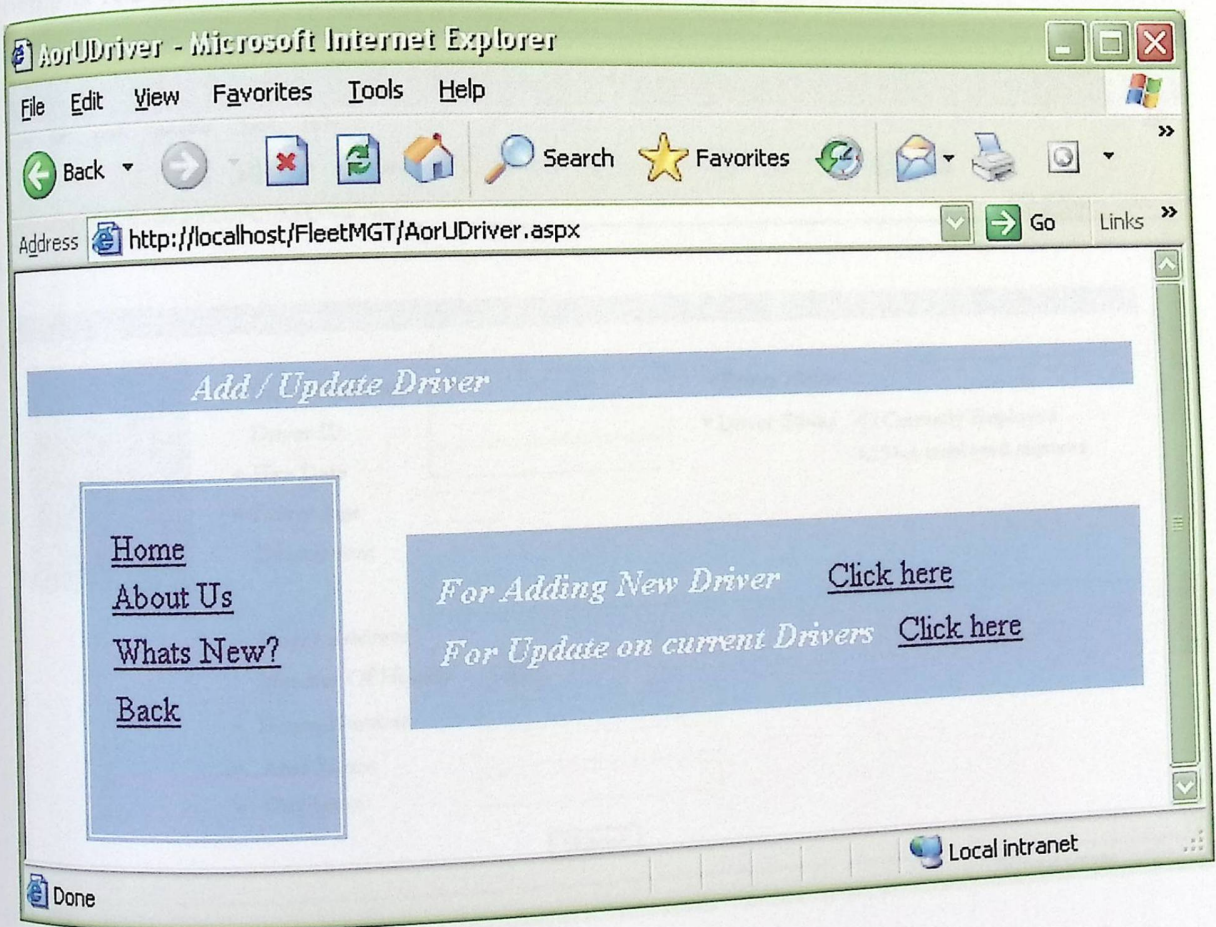 AorUDriver - Microsoft Internet Explorer
File Edit View Favorites Tools Help
Back Search Favorites
Address http://localhost/FleetMGT/AorUDriver.aspx Go Links
Add / Update Driver
Home
About Us
Whats New?
Back
For Adding New Driver Click here
For Update on current Drivers Click here
Done Local intranet